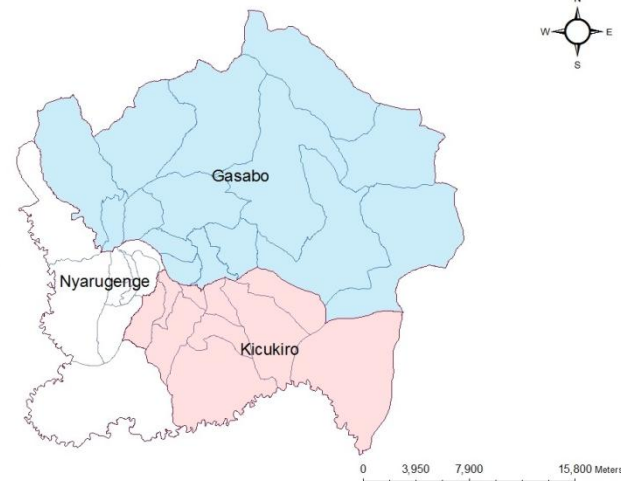 N
W E
S
Gasabo
Nyarugenge
Kicukiro
0 3,950 7,900 15,800 Meters